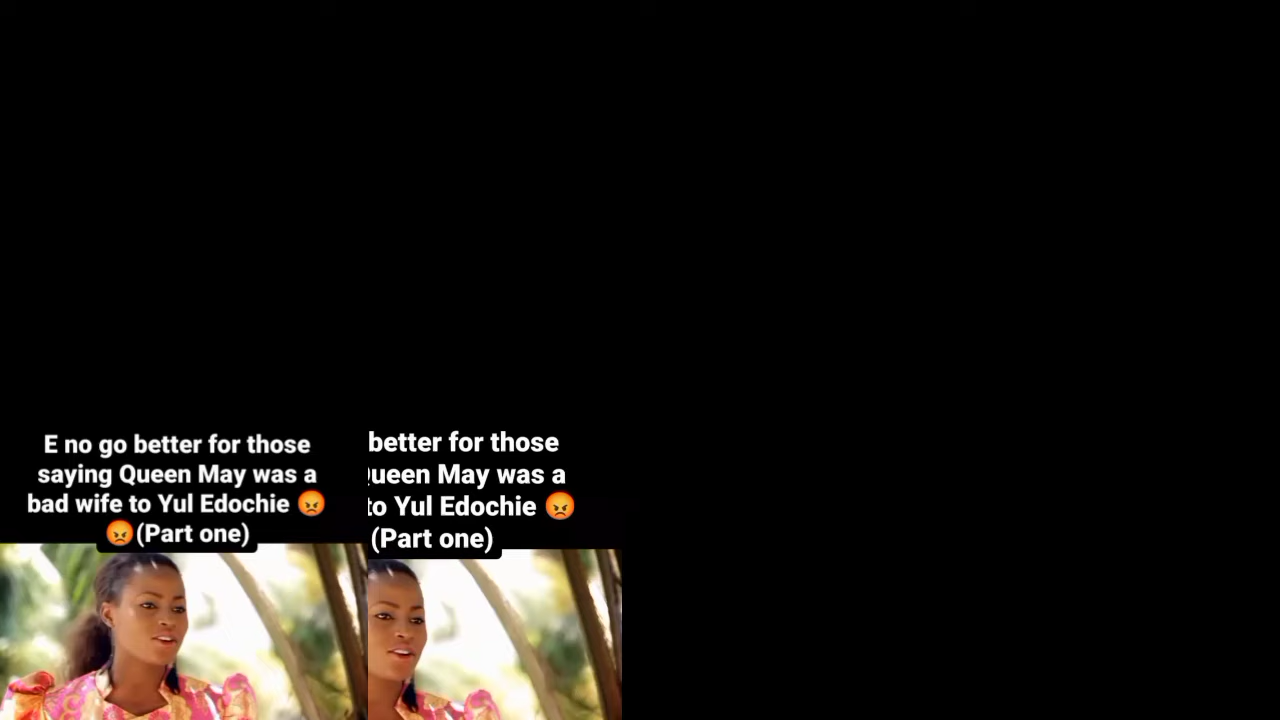 E no go better for those
saying Queen May was a
bad wife to Yul Edochie 😡
😡(Part one)
better for those
Queen May was a
to Yul Edochie 😡
(Part one)